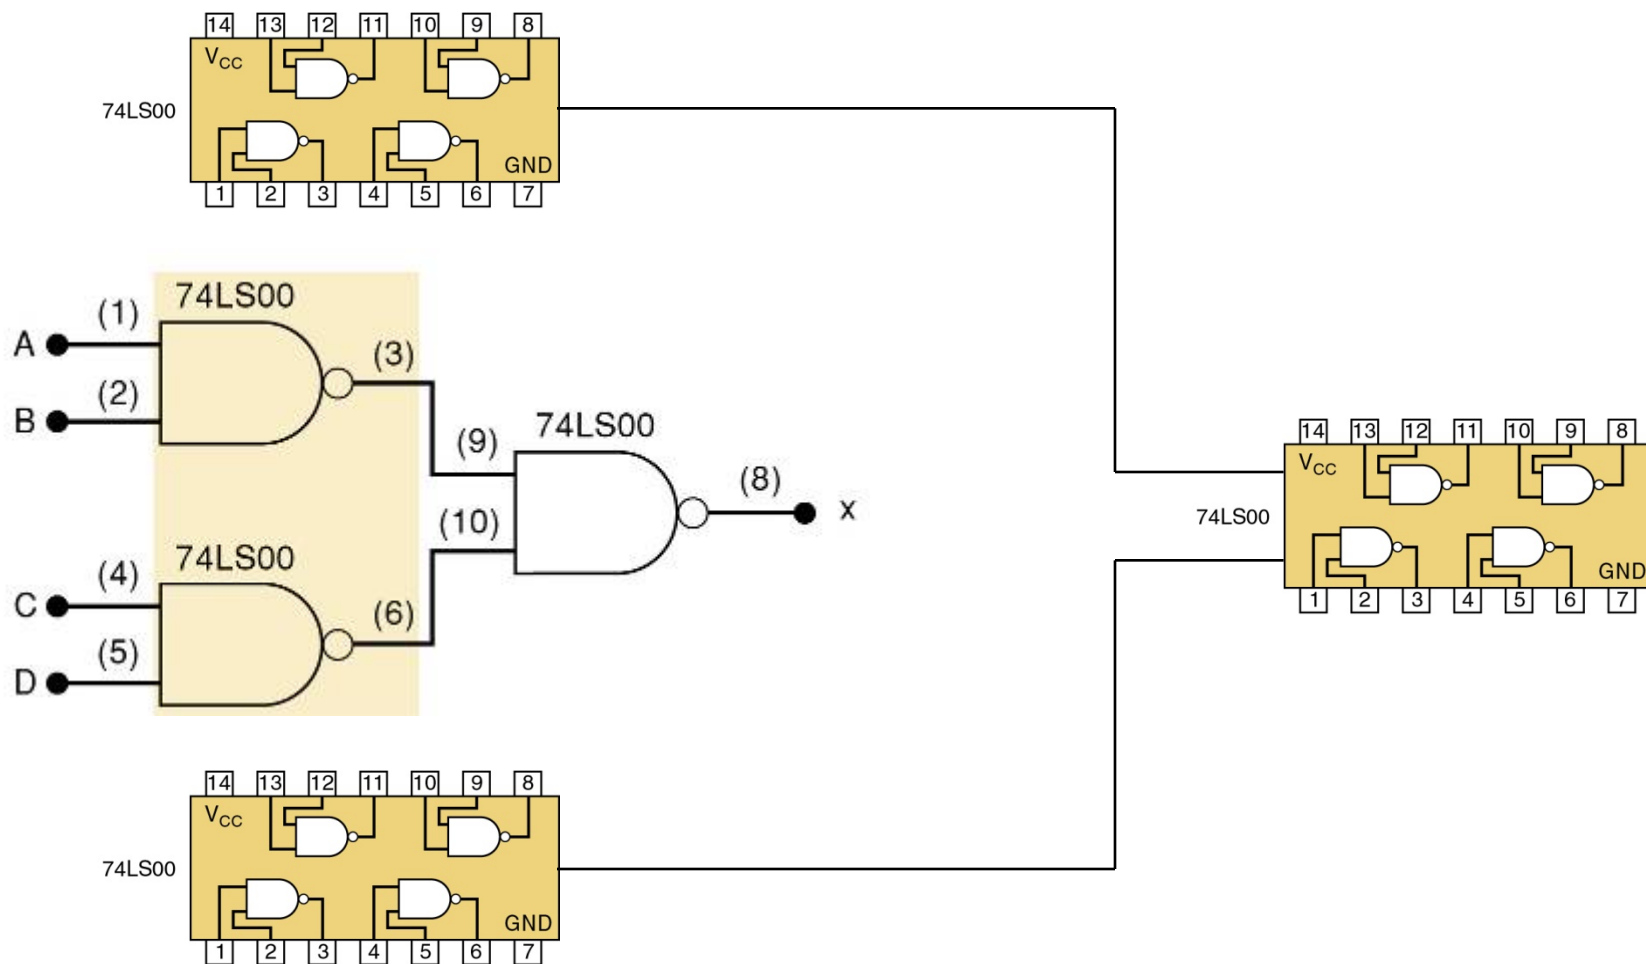 14 13 12 11 10 9 8
VCC
74LS00
GND
1 2 3 4 5 6 7
74LS00
(1)
A
(3)
(2)
B
74LS00
(9)
(8)
x
(10)
74LS00
(4)
C
(6)
(5)
D
14 13 12 11 10 9 8
VCC
74LS00
GND
1 2 3 4 5 6 7
14 13 12 11 10 9 8
VCC
74LS00
GND
1 2 3 4 5 6 7